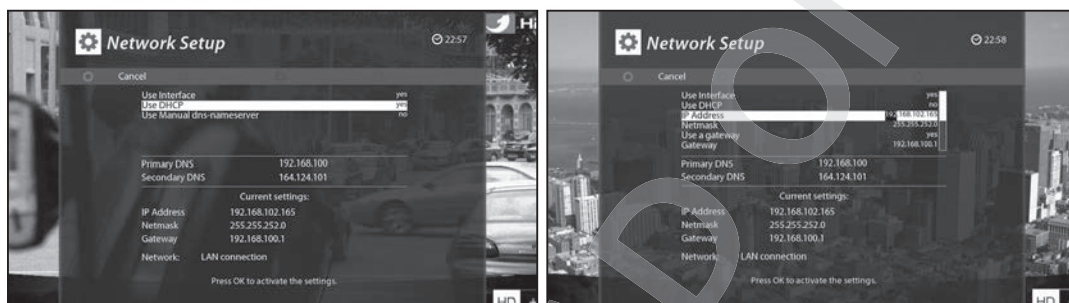 Network Setup
22:57
Hi
Cancel
Use Interface yes
Use DHCP yes
Use Manual dns-nameserver no
Primary DNS 192.168.100
Secondary DNS 164.124.101
Current settings:
IP Address 192.168.102.165
Netmask 255.255.252.0
Gateway 192.168.100.1
Network: LAN connection
Press OK to activate the settings.
HD
Network Setup
22:58
Cancel
Use Interface yes
Use DHCP no
IP Address 192.168.102.165
Netmask 255.255.252.0
Use a gateway yes
Gateway 192.168.100.1
Primary DNS 192.168.100
Secondary DNS 164.124.101
Current settings:
IP Address 192.168.102.165
Netmask 255.255.252.0
Gateway 192.168.100.1
Network: LAN connection
Press OK to activate the settings.
HD